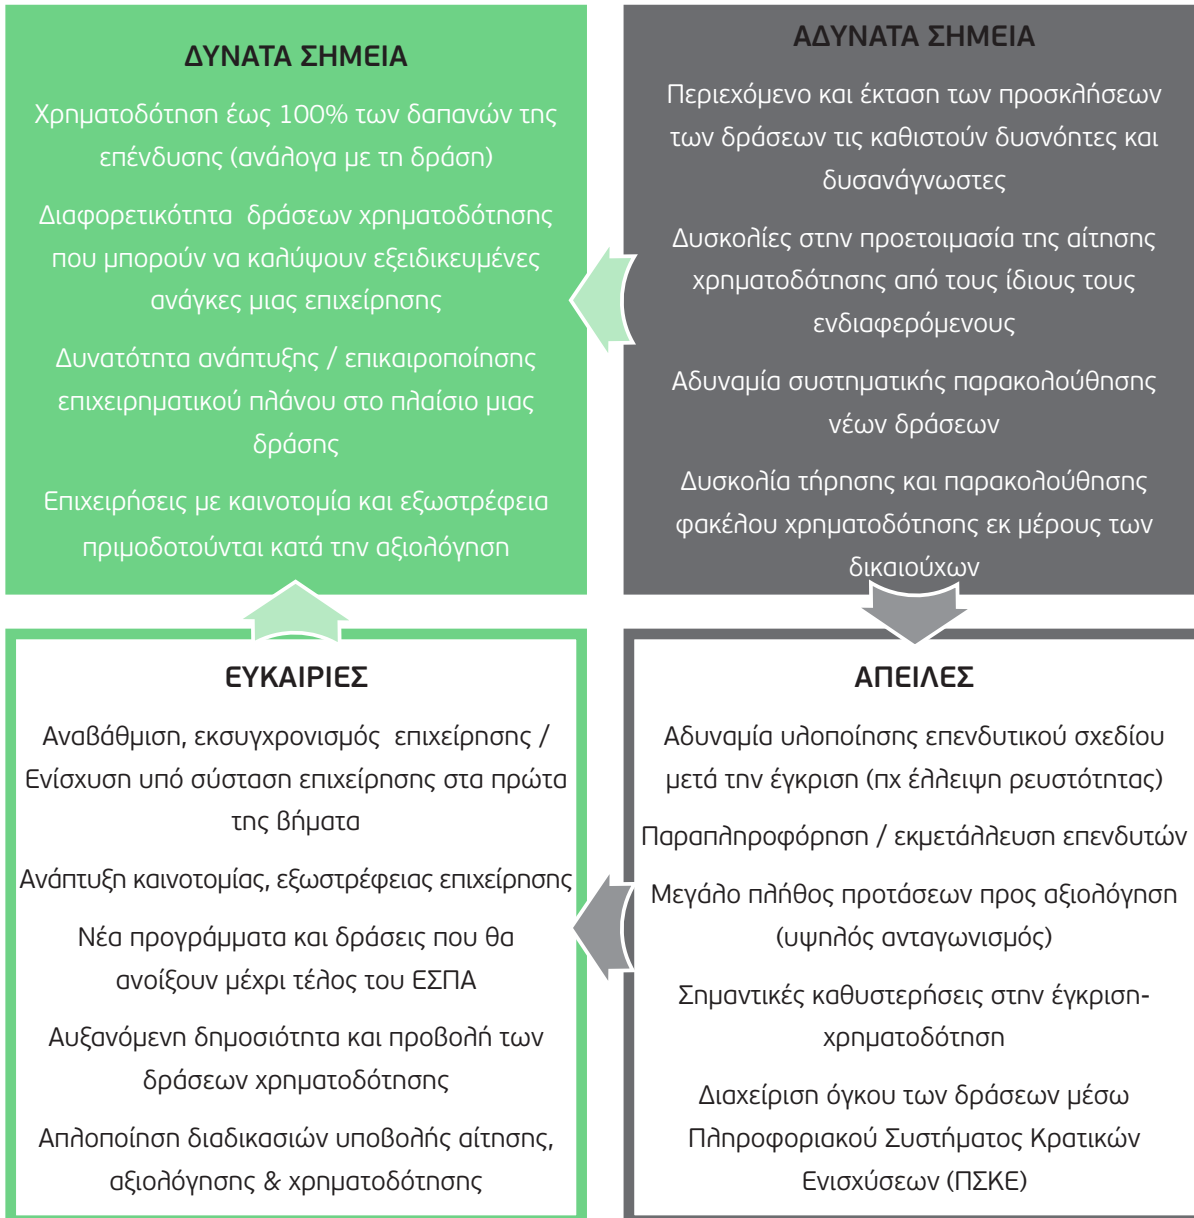 ΔΥΝΑΤΑ ΣΗΜΕΙΑ
Χρηματοδότηση έως 100% των δαπανών της
επένδυσης (ανάλογα με τη δράση)
Διαφορετικότητα δράσεων χρηματοδότησης
που μπορούν να καλύψουν εξειδικευμένες
ανάγκες μιας επιχείρησης
Δυνατότητα ανάπτυξης / επικαιροποίησης
επιχειρηματικού πλάνου στο πλαίσιο μιας
δράσης
Επιχειρήσεις με καινοτομία και εξωστρέφεια
πριμοδοτούνται κατά την αξιολόγηση
ΑΔΥΝΑΤΑ ΣΗΜΕΙΑ
Περιεχόμενο και έκταση των προσκλήσεων
των δράσεων τις καθιστούν δυσνόητες και
δυσανάγνωστες
Δυσκολίες στην προετοιμασία της αίτησης
χρηματοδότησης από τους ίδιους τους
ενδιαφερόμενους
Αδυναμία συστηματικής παρακολούθησης
νέων δράσεων
Δυσκολία τήρησης και παρακολούθησης
φακέλου χρηματοδότησης εκ μέρους των
δικαιούχων
ΕΥΚΑΙΡΙΕΣ
Αναβάθμιση, εκσυγχρονισμός επιχείρησης /
Ενίσχυση υπό σύσταση επιχείρησης στα πρώτα
της βήματα
Ανάπτυξη καινοτομίας, εξωστρέφειας επιχείρησης
Νέα προγράμματα και δράσεις που θα
ανοίξουν μέχρι τέλος του ΕΣΠΑ
Αυξανόμενη δημοσιότητα και προβολή των
δράσεων χρηματοδότησης
Απλοποίηση διαδικασιών υποβολής αίτησης,
αξιολόγησης & χρηματοδότησης
ΑΠΕΙΛΕΣ
Αδυναμία υλοποίησης επενδυτικού σχεδίου
μετά την έγκριση (πχ έλλειψη ρευστότητας)
Παραπληροφόρηση / εκμετάλλευση επενδυτών
Μεγάλο πλήθος προτάσεων προς αξιολόγηση
(υψηλός ανταγωνισμός)
Σημαντικές καθυστερήσεις στην έγκριση-
χρηματοδότηση
Διαχείριση όγκου των δράσεων μέσω
Πληροφοριακού Συστήματος Κρατικών
Ενισχύσεων (ΠΣΚΕ)